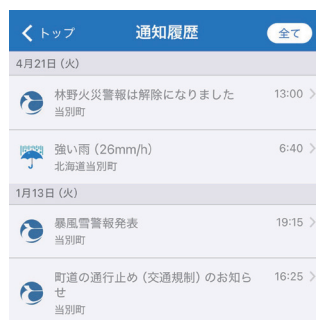 トップ 通知履歴 全て
4月21日 (火)
林野火災警報は解除になりました 13:00
当別町
強い雨 (26mm/h) 6:40
北海道当別町
1月13日 (火)
暴風雪警報発表 19:15
当別町
町道の通行止め (交通規制) のお知ら 16:25
せ
当別町